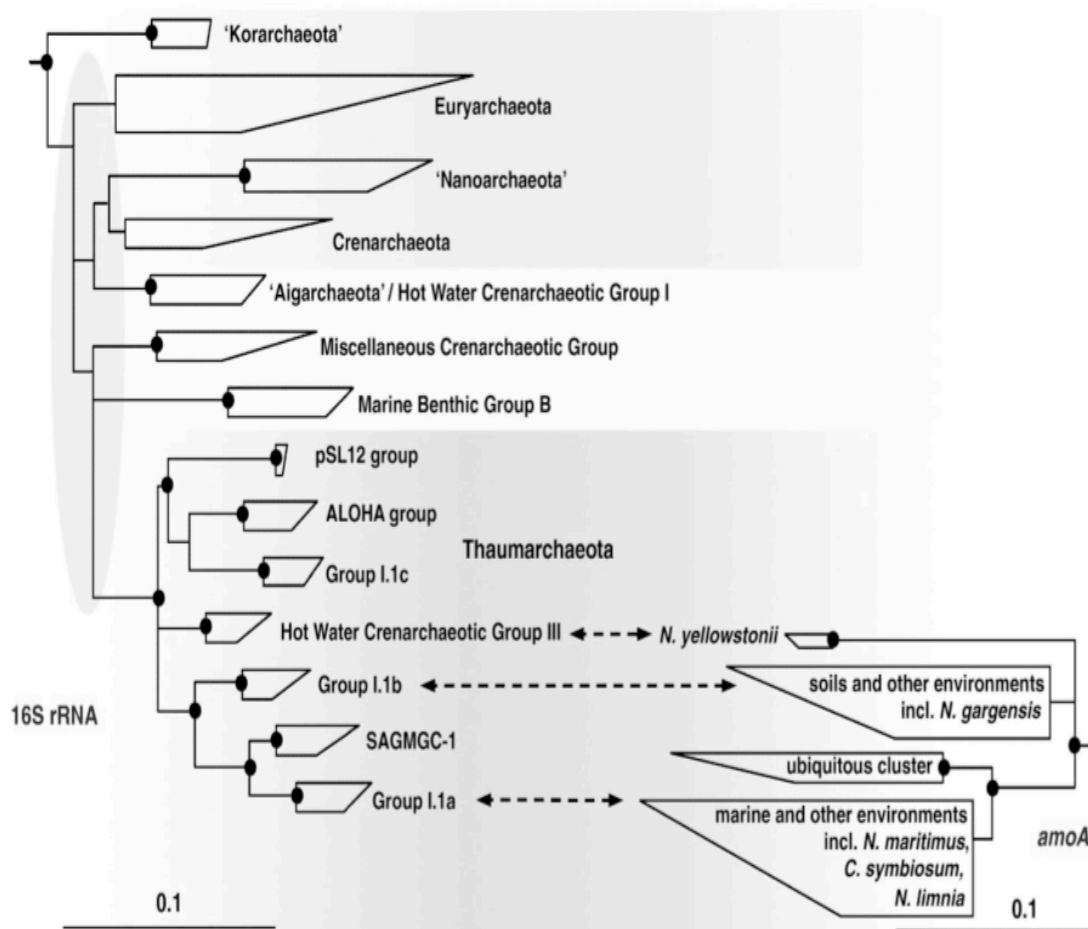 'Korarchaeota'
Euryarchaeota
'Nanoarchaeota'
Crenarchaeota
'Aigarchaeota' / Hot Water Crenarchaeotic Group I
Miscellaneous Crenarchaeotic Group
Marine Benthic Group B
pSL12 group
ALOHA group
Thaumarchaeota
Group I.1c
Hot Water Crenarchaeotic Group III
N. yellowstonii
Group I.1b
soils and other environments
incl. N. gargensis
16S rRNA
SAGMGC-1
ubiquitous cluster
Group I.1a
marine and other environments
incl. N. maritimus,
C. symbiosum,
N. limnia
amoA
0.1
0.1